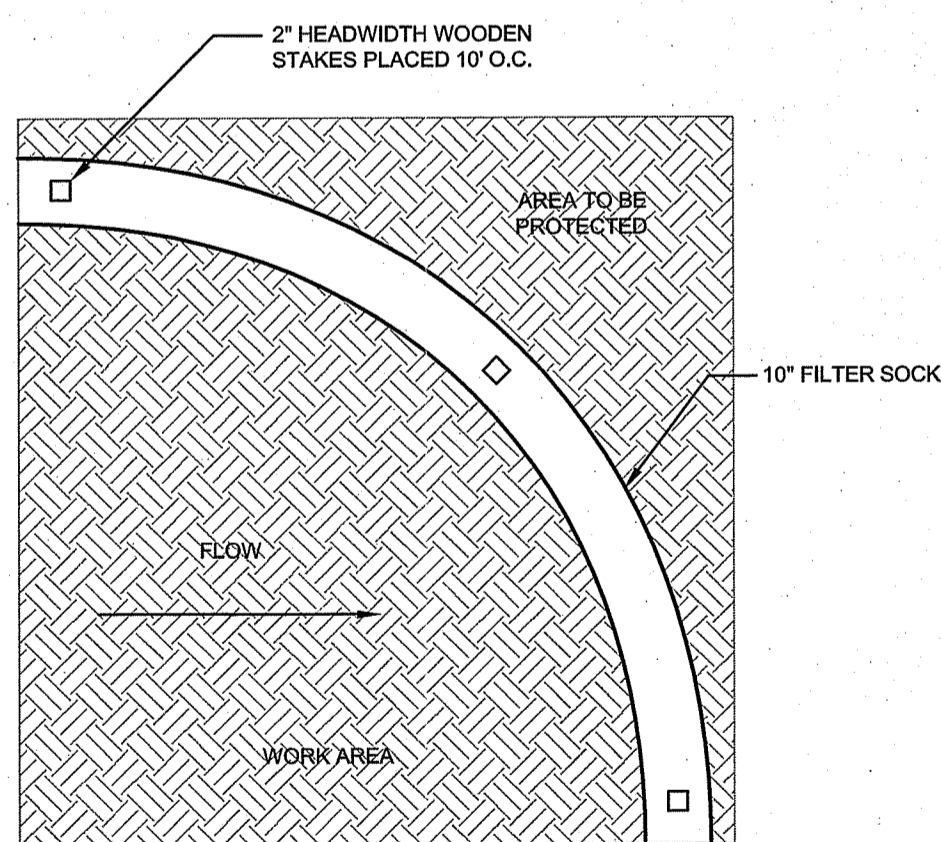 2" HEADWIDTH WOODEN
STAKES PLACED 10' O.C.
AREA TO BE
PROTECTED
10" FILTER SOCK
FLOW
WORK AREA